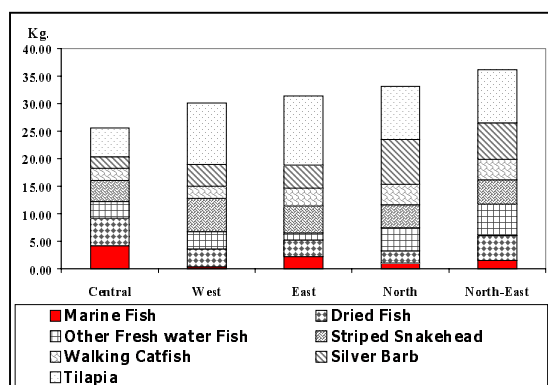 Kg.
40.00
35.00
30.00
25.00
20.00
15.00
10.00
5.00
0.00
Central West East North North-East
Marine Fish Dried Fish
Other Fresh water Fish Striped Snakehead
Walking Catfish Silver Barb
Tilapia